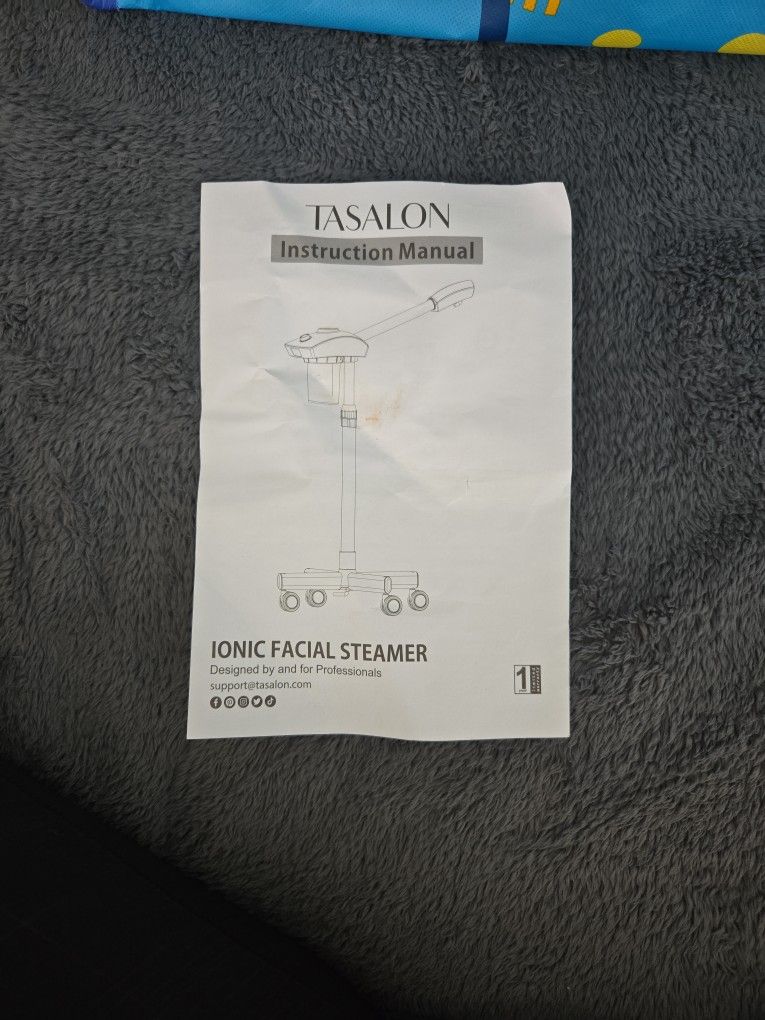 TASALON
Instruction Manual
IONIC FACIAL STEAMER
Designed by and for Professionals
support@tasalon.com
1